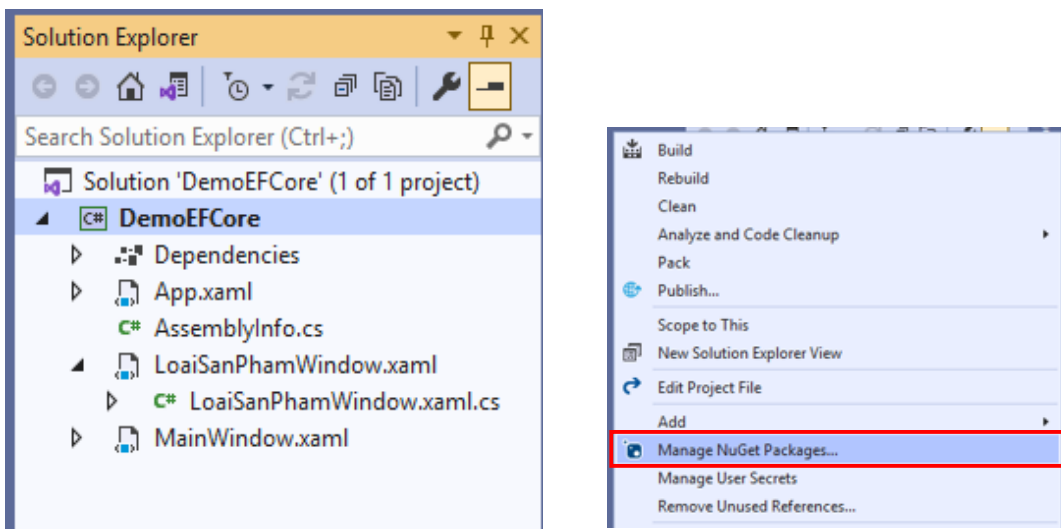 Solution Explorer
Search Solution Explorer (Ctrl+;)
Solution 'DemoEFCore' (1 of 1 project)
C# DemoEFCore
Dependencies
App.xaml
C# AssemblyInfo.cs
LoaiSanPhamWindow.xaml
C# LoaiSanPhamWindow.xaml.cs
MainWindow.xaml
Build
Rebuild
Clean
Analyze and Code Cleanup
Pack
Publish...
Scope to This
New Solution Explorer View
Edit Project File
Add
Manage NuGet Packages...
Manage User Secrets
Remove Unused References...